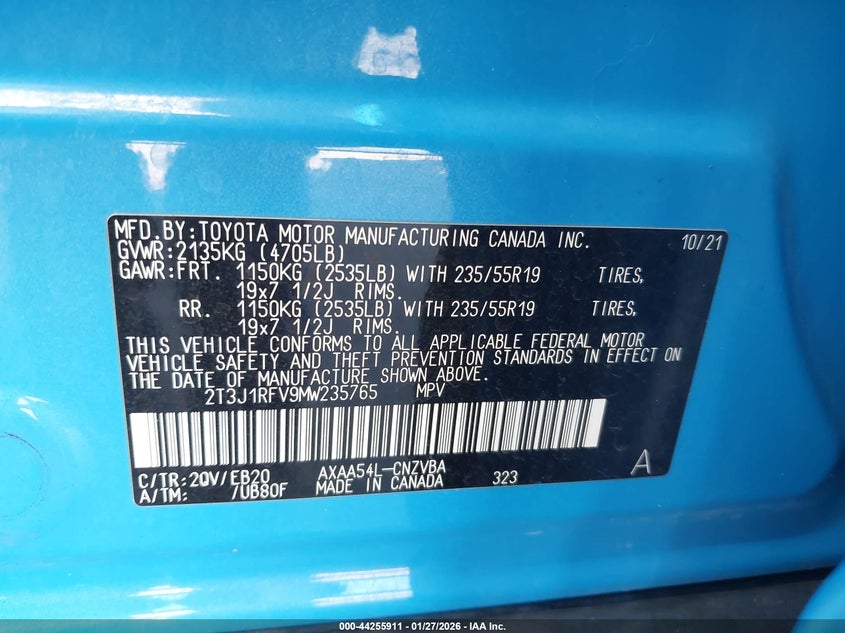 MFD.BY:TOYOTA MOTOR MANUFACTURING CANADA INC. 10/21
GVWR:2135KG (4705LB)
GAWR:FRT. 1150KG (2535LB) WITH 235/55R19 TIRES,
19x7 1/2J RIMS.
RR. 1150KG (2535LB) WITH 235/55R19 TIRES,
19x7 1/2J RIMS.
THIS VEHICLE CONFORMS TO ALL APPLICABLE FEDERAL MOTOR
VEHICLE SAFETY AND THEFT PREVENTION STANDARDS IN EFFECT ON
THE DATE OF MANUFACTURE SHOWN ABOVE.
2T3J1RFV9MW235765 MPV
C/TR:2QV/EB20 AXAA54L-CNZVBA
A/TM: /UB80F MADE IN CANADA 323 A
000-44255911 - 01/27/2026 - IAA Inc.